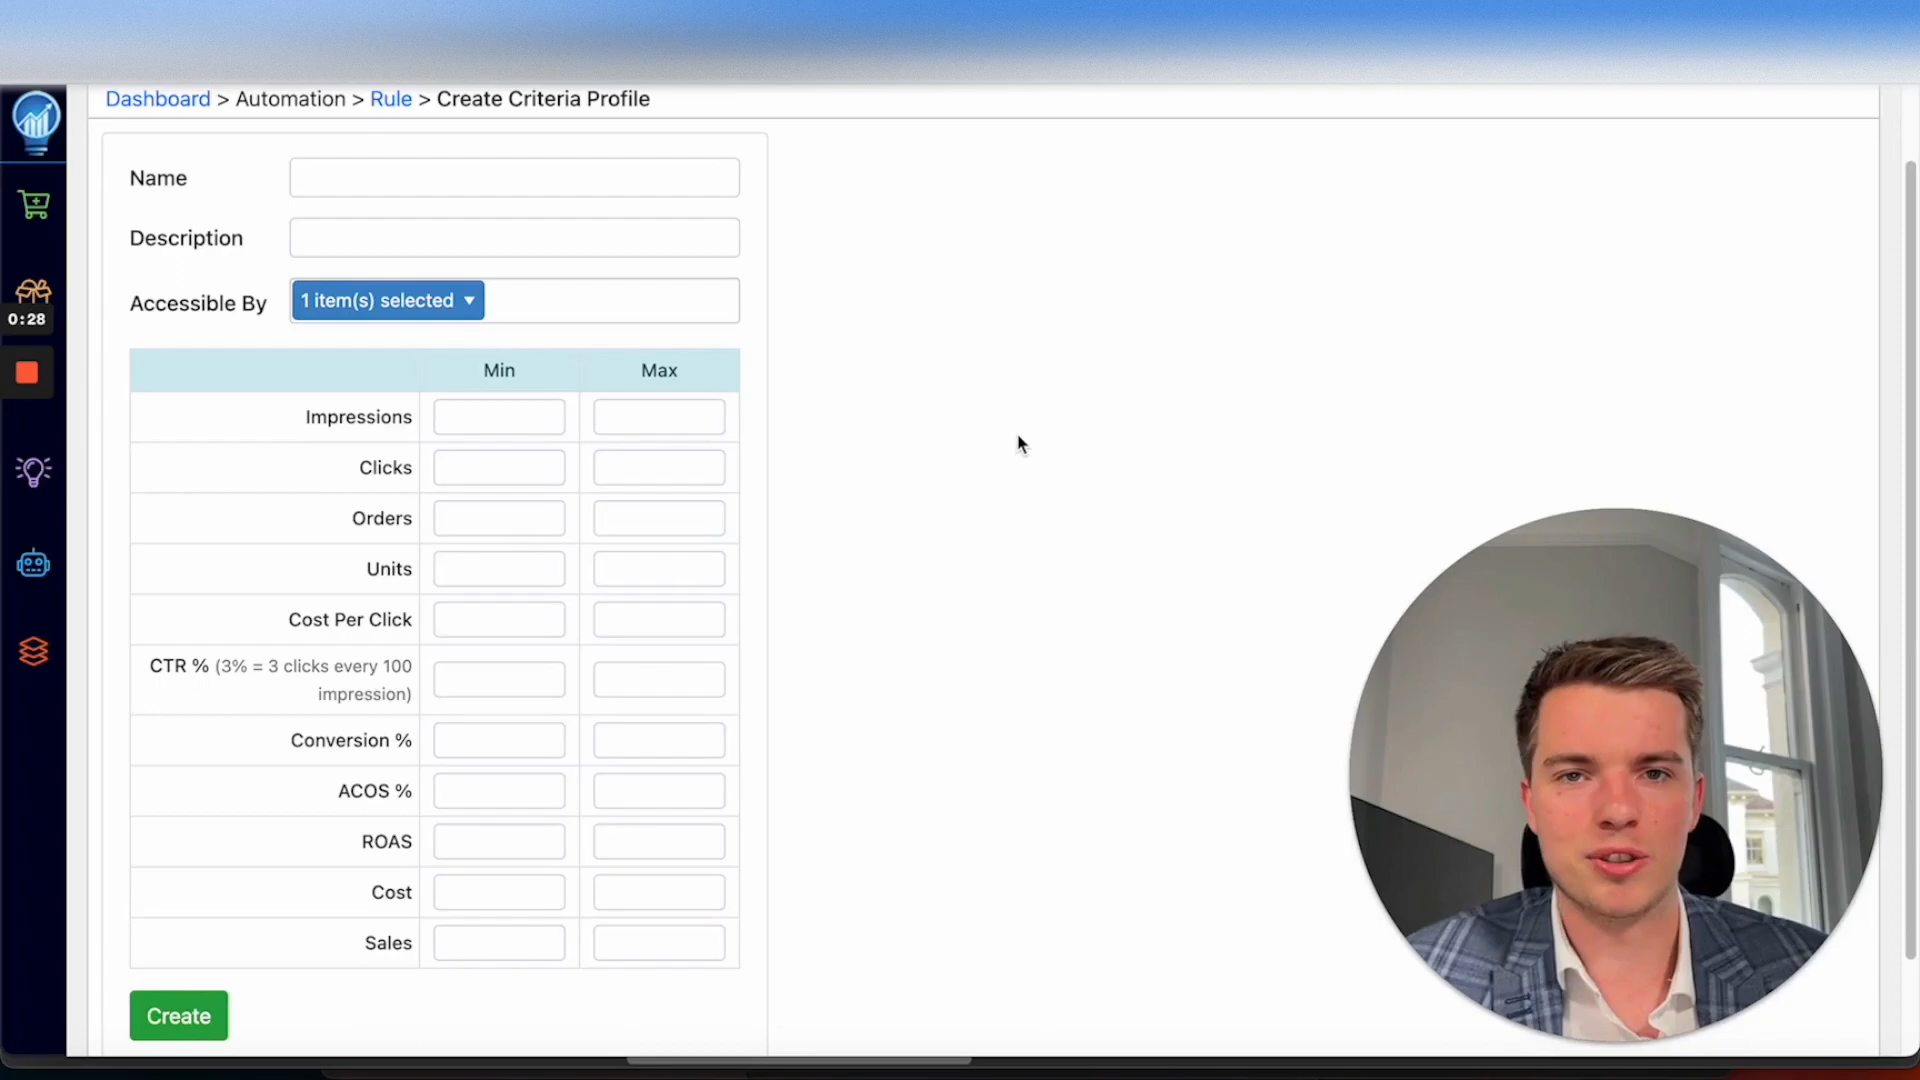 Dashboard > Automation > Rule > Create Criteria Profile
Name
Description
Accessible By
1 item(s) selected
0:28
Min Max
Impressions
Clicks
Orders
Units
Cost Per Click
CTR % (3% = 3 clicks every 100
impression)
Conversion %
ACOS %
ROAS
Cost
Sales
Create